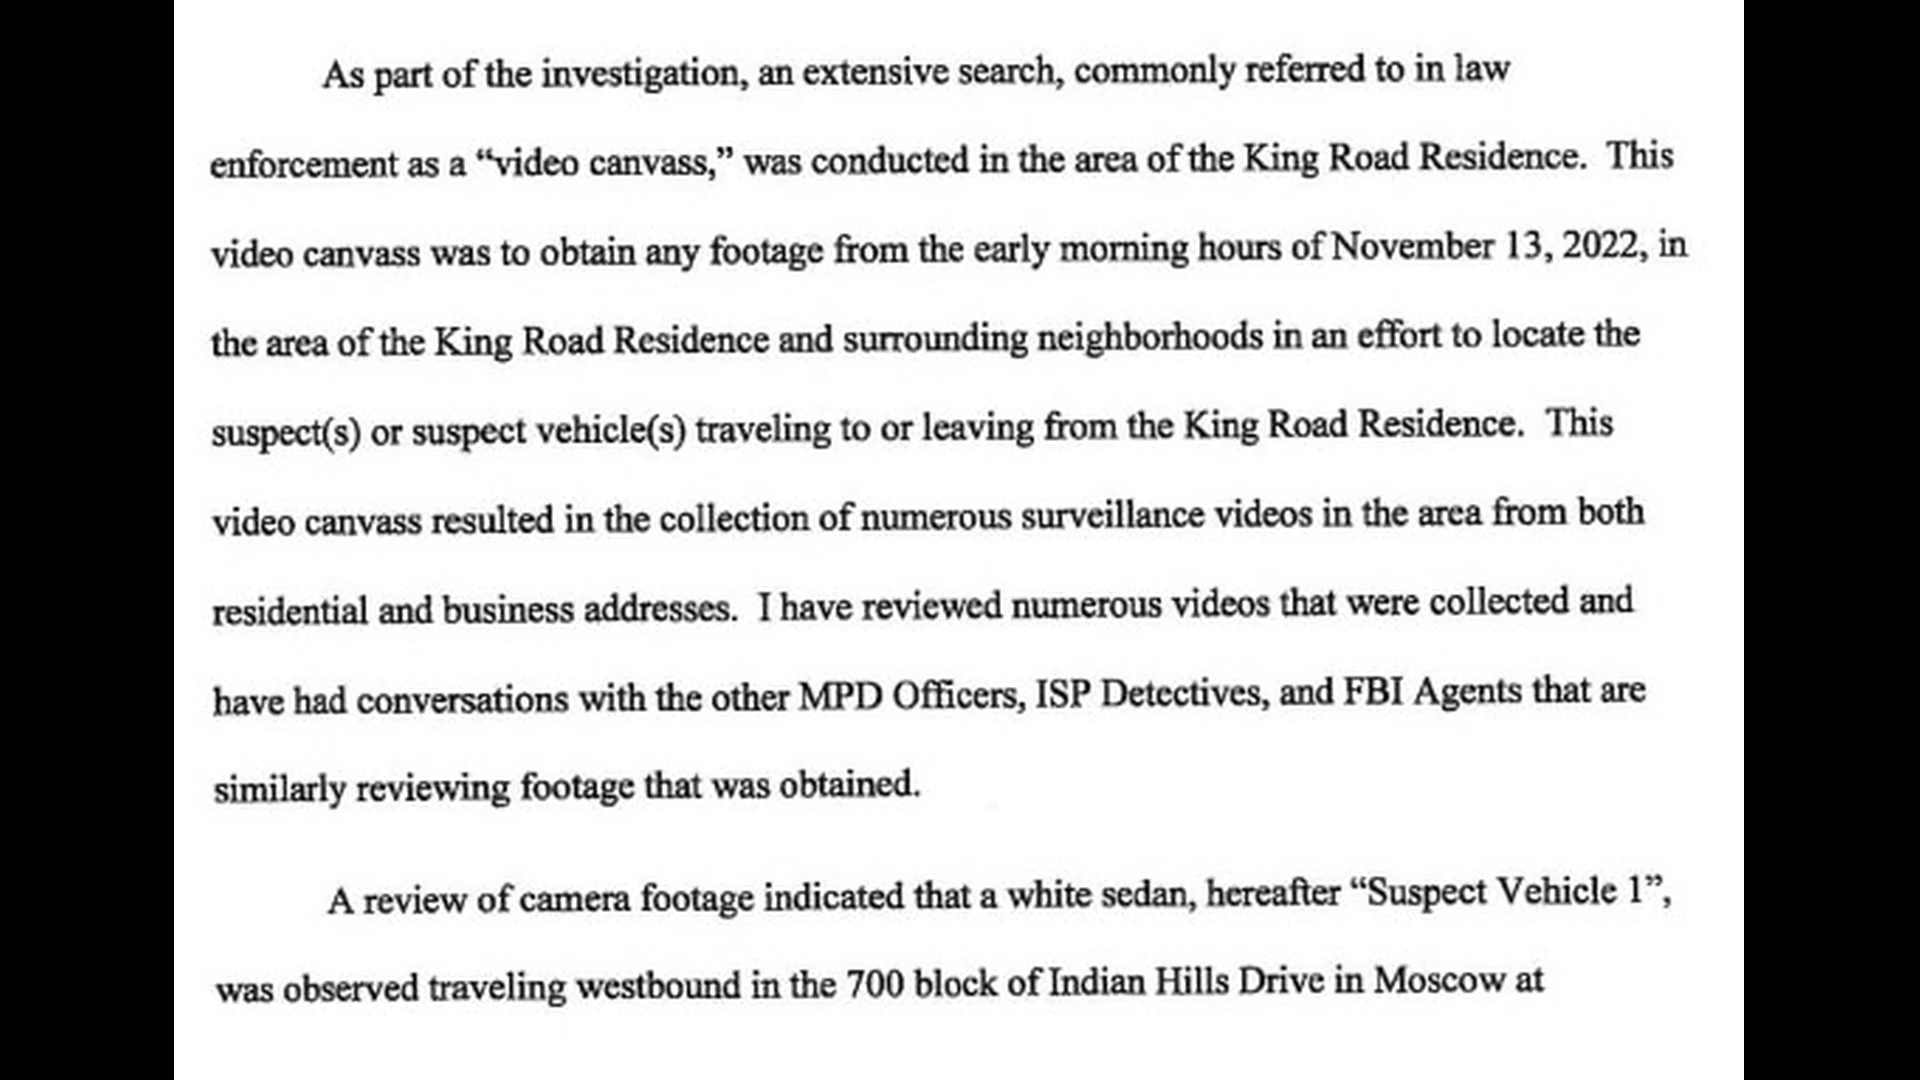 As part of the investigation, an extensive search, commonly referred to in law
enforcement as a “video canvass,” was conducted in the area of the King Road Residence.  This
video canvass was to obtain any footage from the early morning hours of November 13, 2022, in
the area of the King Road Residence and surrounding neighborhoods in an effort to locate the
suspect(s) or suspect vehicle(s) traveling to or leaving from the King Road Residence.  This
video canvass resulted in the collection of numerous surveillance videos in the area from both
residential and business addresses.  I have reviewed numerous videos that were collected and
have had conversations with the other MPD Officers, ISP Detectives, and FBI Agents that are
similarly reviewing footage that was obtained.
A review of camera footage indicated that a white sedan, hereafter “Suspect Vehicle 1”,
was observed traveling westbound in the 700 block of Indian Hills Drive in Moscow at